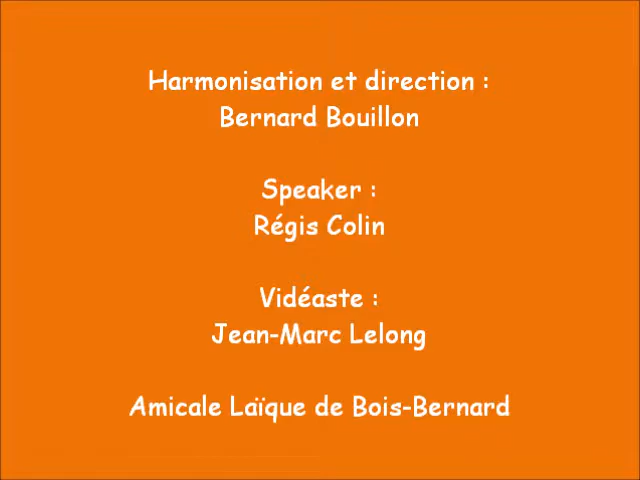 Harmonisation et direction :
Bernard Bouillon
Speaker :
Régis Colin
Vidéaste :
Jean-Marc Lelong
Amicale Laïque de Bois-Bernard